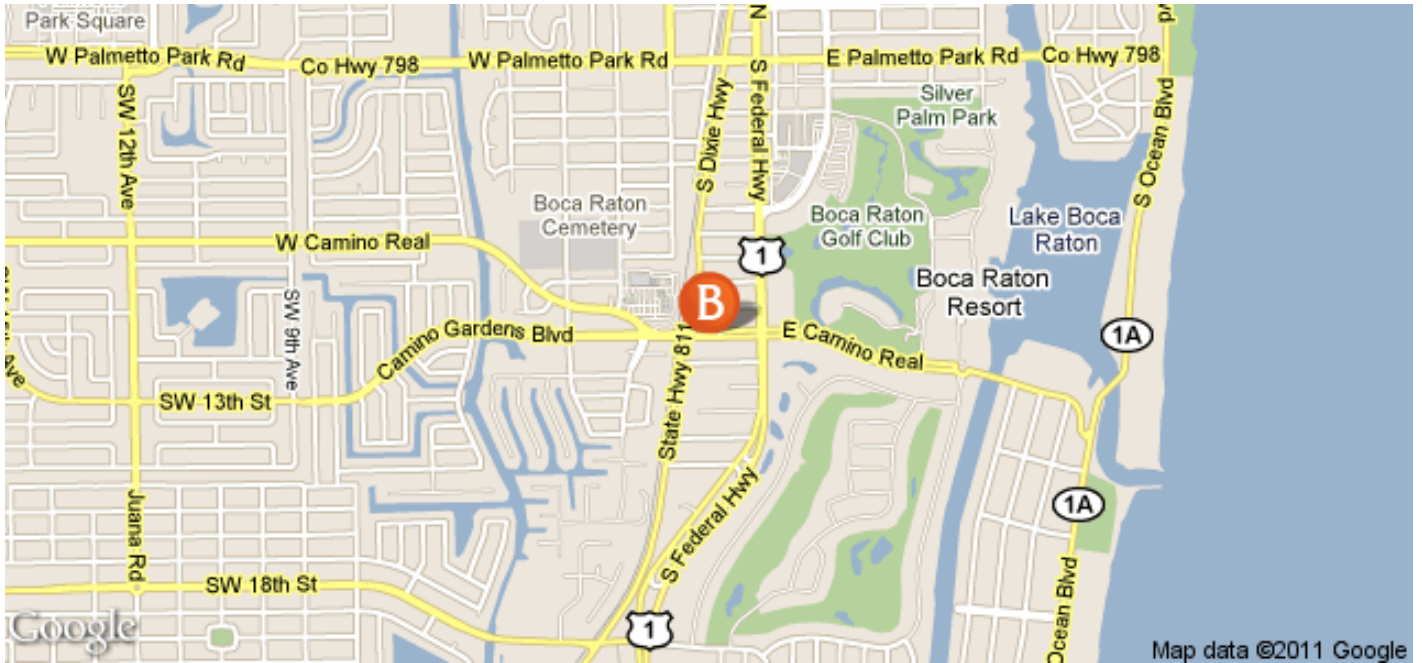 Park Square
W Palmetto Park Rd
Co Hwy 798
W Palmetto Park Rd
E Palmetto Park Rd
Co Hwy 798
N
S Federal Hwy
S Dixie Hwy
SW 12th Ave
Silver
Palm Park
S Ocean Blvd
Boca Raton
Cemetery
Boca Raton
Golf Club
Lake Boca
Raton
W Camino Real
1
Boca Raton
Resort
B
SW 9th Ave
Camino Gardens Blvd
State Hwy 811
E Camino Real
1A
SW 13th St
Juana Rd
S Federal Hwy
1A
SW 18th St
1
Ocean Blvd
Google
Map data ©2011 Google